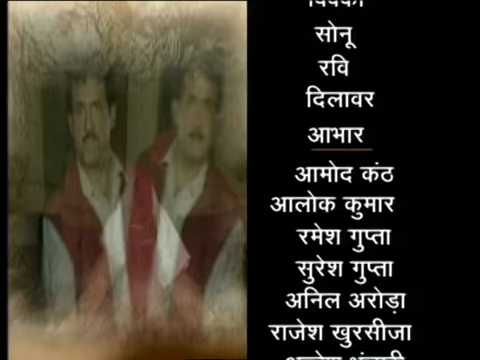 सोनू
रवि
दिलावर
आभार
आमोद कंठ
आलोक कुमार
रमेश गुप्ता
सुरेश गुप्ता
अनिल अरोड़ा
राजेश खुरसीजा